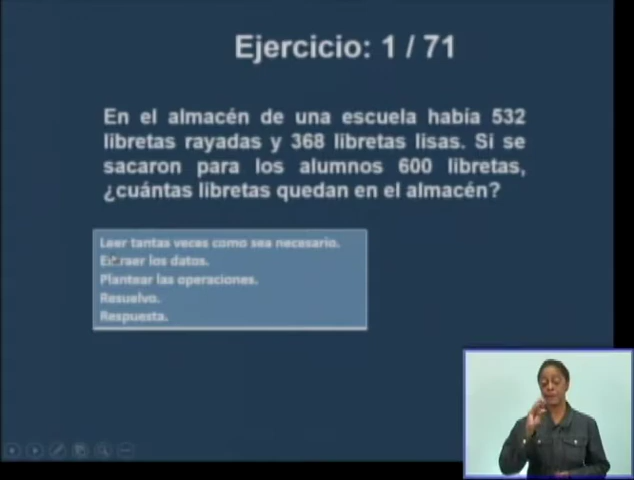 Ejercicio: 1 / 71
En el almacén de una escuela había 532
libretas rayadas y 368 libretas lisas. Si se
sacaron para los alumnos 600 libretas,
¿cuántas libretas quedan en el almacén?
Leer tantas veces como sea necesario.
Extraer los datos.
Plantear las operaciones.
Resuelvo.
Respuesta.